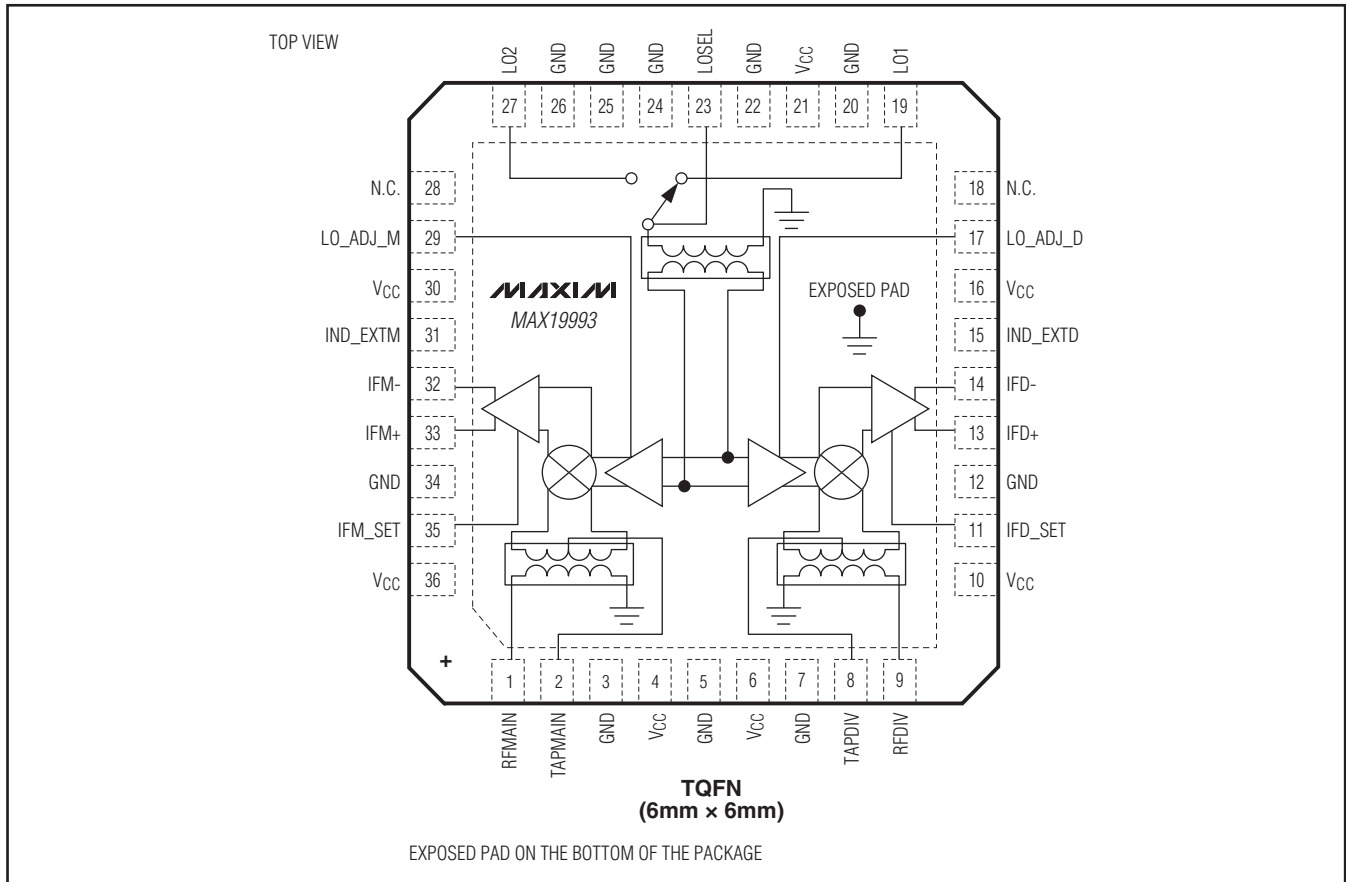 TOP VIEW
LO2
GND
GND
GND
LOSEL
GND
VCC
GND
LO1
27
26
25
24
23
22
21
20
19
N.C. 28
LO_ADJ_M 29
VCC 30
IND_EXTM 31
IFM- 32
IFM+ 33
GND 34
IFM_SET 35
VCC 36
MAXIM
MAX19993
EXPOSED PAD
18 N.C.
17 LO_ADJ_D
16 VCC
15 IND_EXTD
14 IFD-
13 IFD+
12 GND
11 IFD_SET
10 VCC
+
1
2
3
4
5
6
7
8
9
RFMAIN
TAPMAIN
GND
VCC
GND
VCC
GND
TAPDIV
RFDIV
TQFN
(6mm × 6mm)
EXPOSED PAD ON THE BOTTOM OF THE PACKAGE